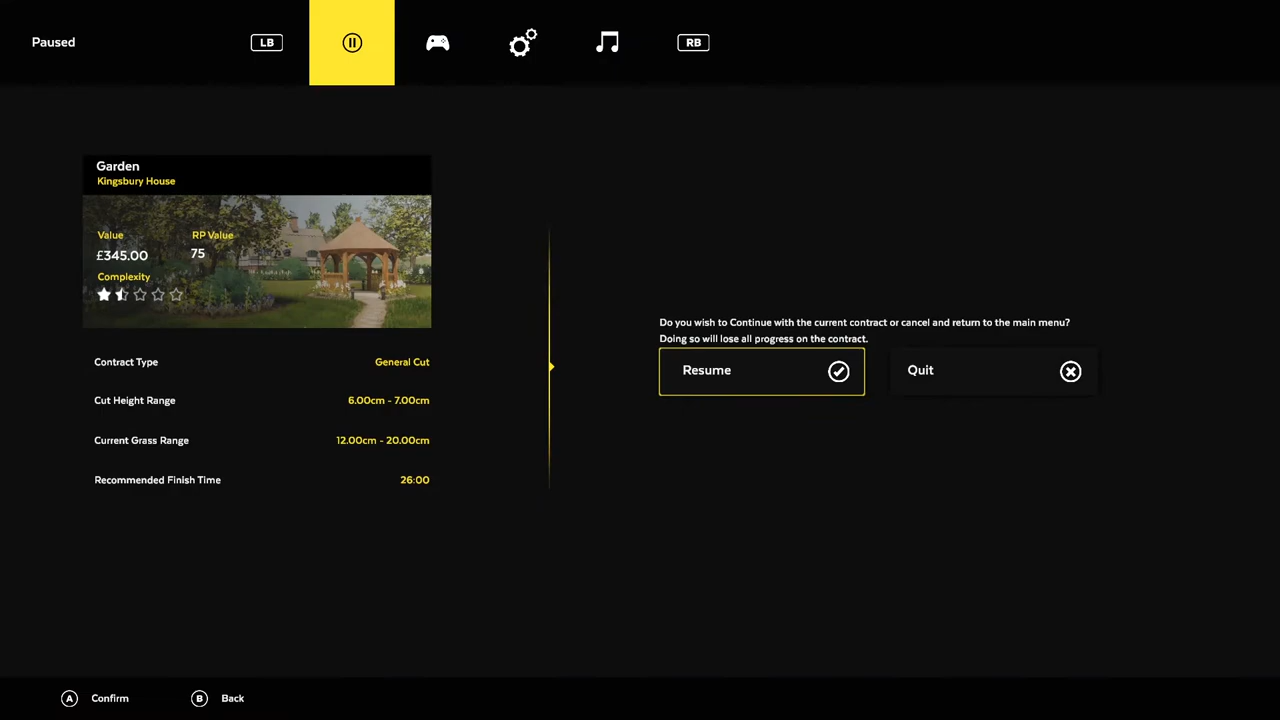 Paused
LB
RB
Garden
Kingsbury House
Value
RP Value
£345.00
75
Complexity
Contract Type
General Cut
Cut Height Range
6.00cm - 7.00cm
Current Grass Range
12.00cm - 20.00cm
Recommended Finish Time
26:00
Do you wish to Continue with the current contract or cancel and return to the main menu?
Doing so will lose all progress on the contract.
Resume
Quit
A Confirm
B Back